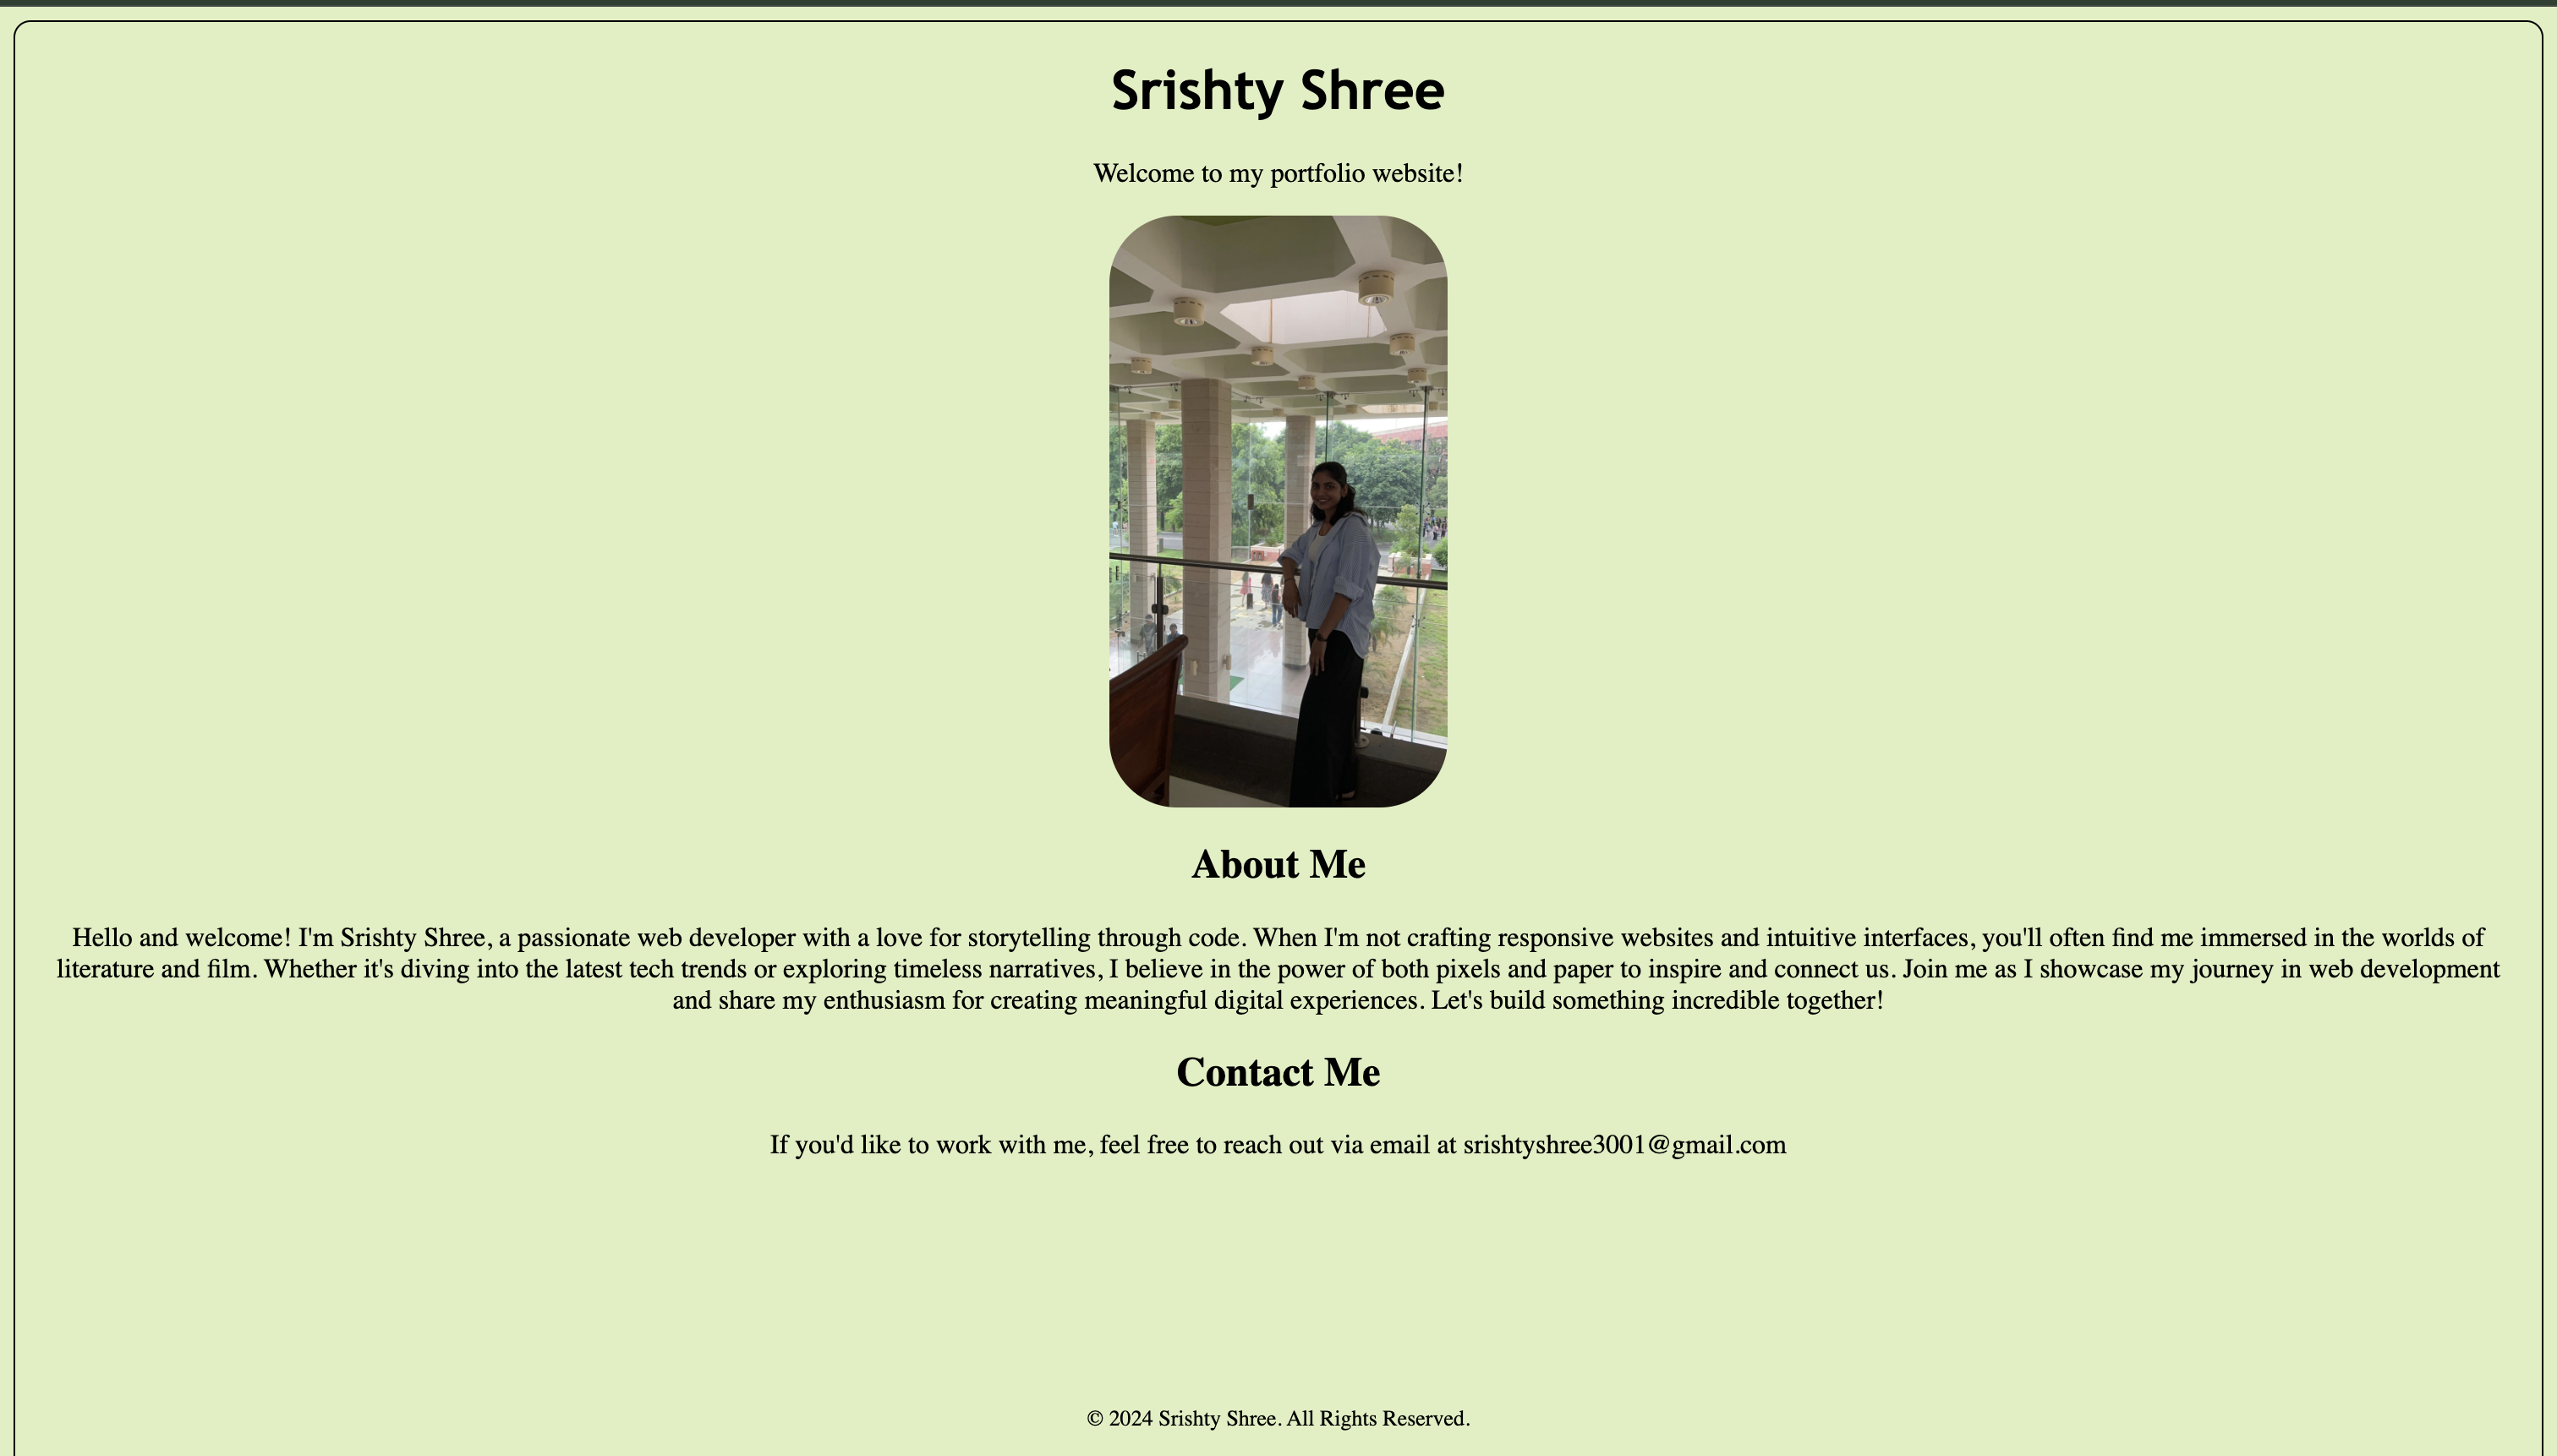 Srishty Shree
Welcome to my portfolio website!
About Me
Hello and welcome! I'm Srishty Shree, a passionate web developer with a love for storytelling through code. When I'm not crafting responsive websites and intuitive interfaces, you'll often find me immersed in the worlds of
literature and film. Whether it's diving into the latest tech trends or exploring timeless narratives, I believe in the power of both pixels and paper to inspire and connect us. Join me as I showcase my journey in web development
and share my enthusiasm for creating meaningful digital experiences. Let's build something incredible together!
Contact Me
If you'd like to work with me, feel free to reach out via email at srishtyshree3001@gmail.com
© 2024 Srishty Shree. All Rights Reserved.